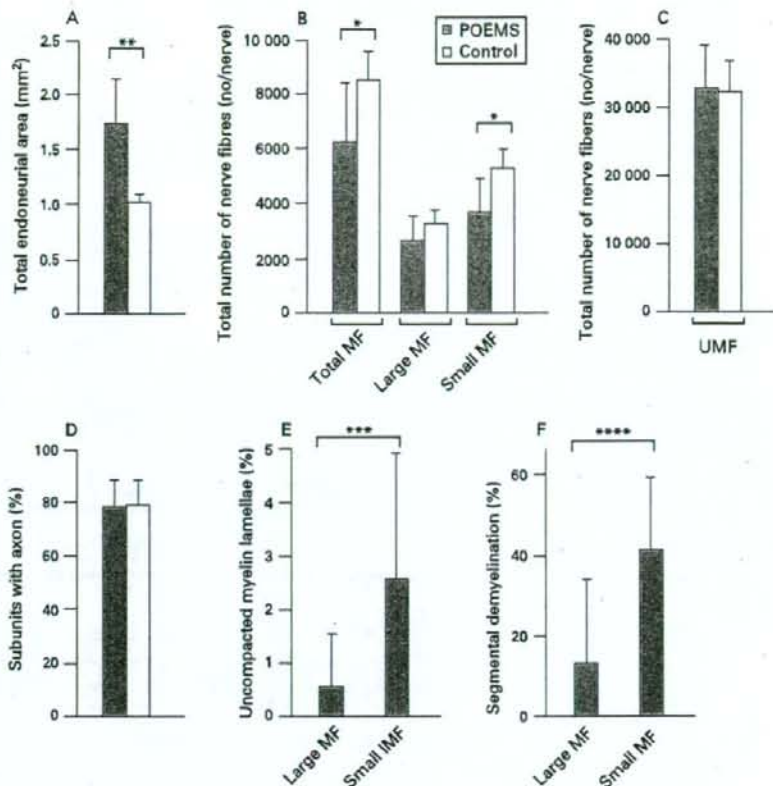 A
Total endoneurial area (mm²)
2.5
2.0
1.5
1.0
1.5
0
**
B
Total number of nerve fibres (no/nerve)
10 000
8000
6000
4000
2000
0
*
*
POEMS
Control
Total MF
Large MF
Small MF
C
Total number of nerve fibers (no/nerve)
40 000
30 000
20 000
10 000
0
UMF
D
Subunits with axon (%)
100
80
60
40
20
0
E
Uncompacted myelin lamellae (%)
5
4
3
2
1
0
***
Large MF
Small IMF
F
Segmental demyelination (%)
60
40
20
0
****
Large MF
Small MF